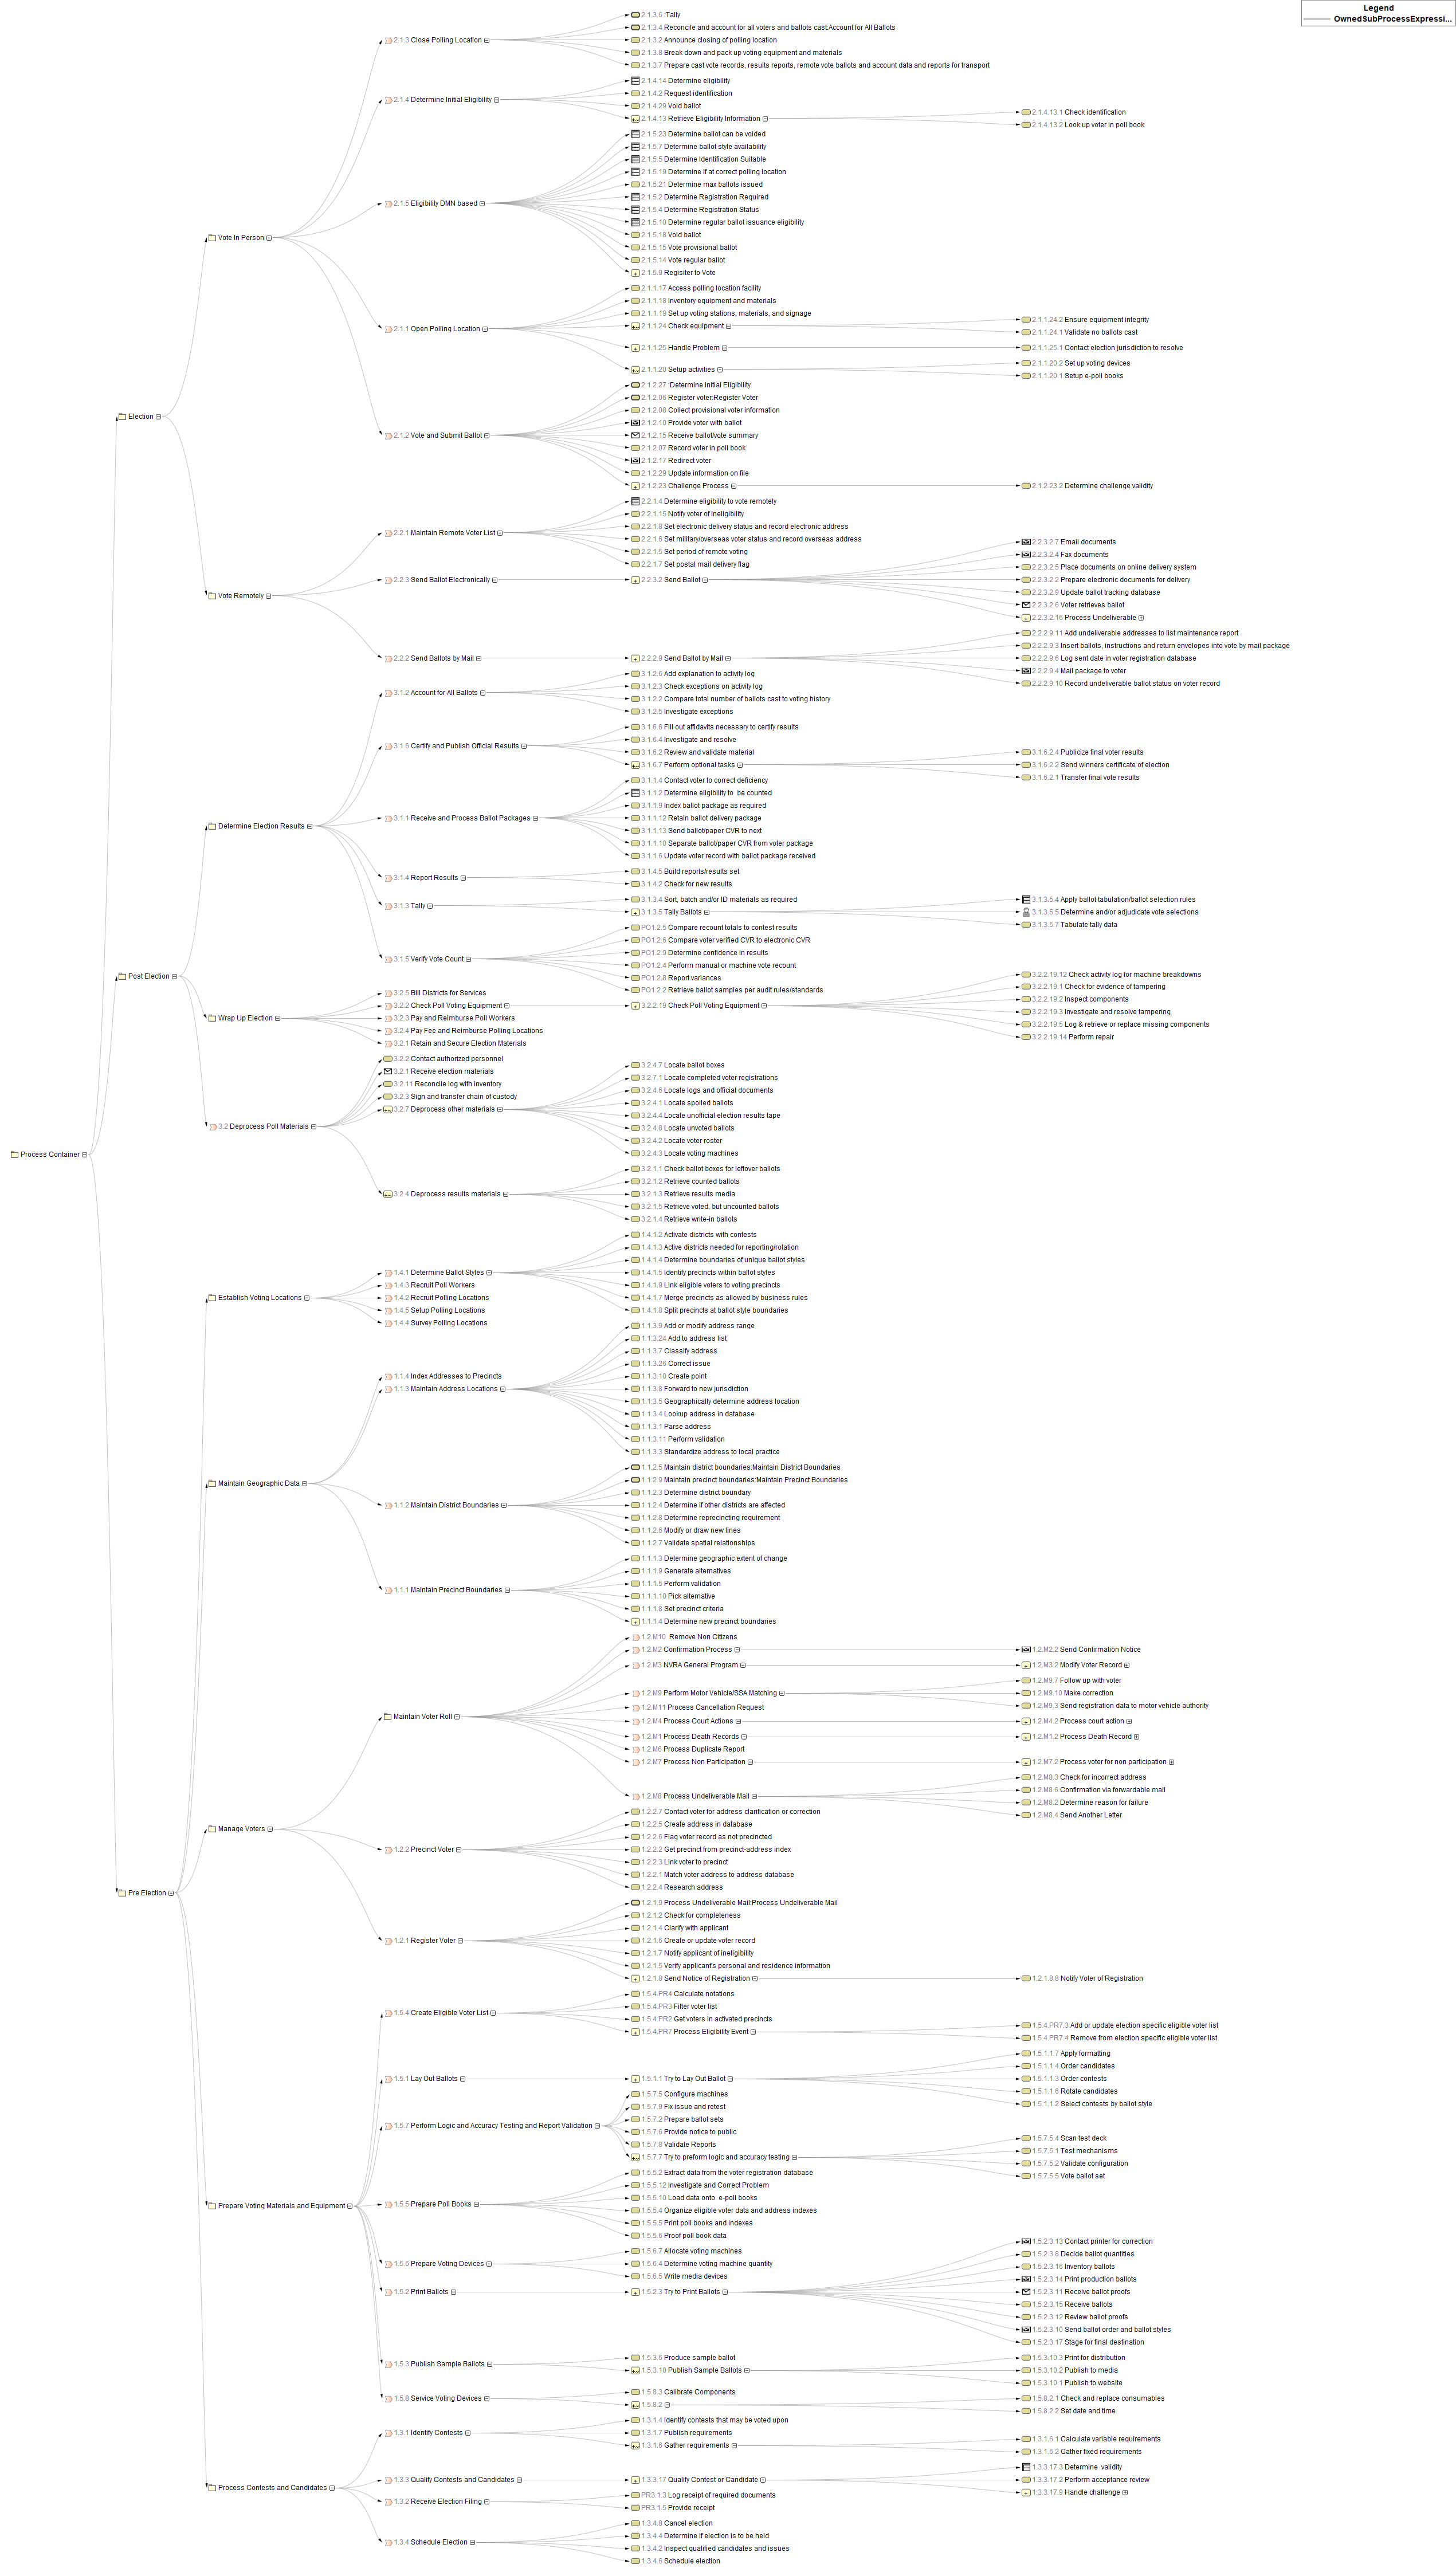 Legend
OwnedSubProcessExpressi...
2.1.3.6 :Tally
2.1.3.4 Reconcile and account for all voters and ballots cast:Account for All Ballots
2.1.3 Close Polling Location
2.1.3.2 Announce closing of polling location
2.1.3.8 Break down and pack up voting equipment and materials
2.1.3.7 Prepare cast vote records, results reports, remote vote ballots and account data and reports for transport
2.1.4.14 Determine eligibility
2.1.4.2 Request identification
2.1.4 Determine Initial Eligibility
2.1.4.29 Void ballot
2.1.4.13 Retrieve Eligibility Information
2.1.4.13.1 Check identification
2.1.4.13.2 Look up voter in poll book
2.1.5.23 Determine ballot can be voided
2.1.5.7 Determine ballot style availability
2.1.5.5 Determine Identification Suitable
2.1.5.19 Determine if at correct polling location
2.1.5.21 Determine max ballots issued
2.1.5.2 Determine Registration Required
2.1.5 Eligibility DMN based
2.1.5.4 Determine Registration Status
2.1.5.10 Determine regular ballot issuance eligibility
2.1.5.18 Void ballot
Vote In Person
2.1.5.15 Vote provisional ballot
2.1.5.14 Vote regular ballot
2.1.5.9 Regisiter to Vote
2.1.1.17 Access polling location facility
2.1.1.18 Inventory equipment and materials
2.1.1.19 Set up voting stations, materials, and signage
2.1.1 Open Polling Location
2.1.1.24 Check equipment
2.1.1.24.2 Ensure equipment integrity
2.1.1.24.1 Validate no ballots cast
2.1.1.25 Handle Problem
2.1.1.25.1 Contact election jurisdiction to resolve
2.1.1.20 Setup activities
2.1.1.20.2 Set up voting devices
2.1.1.20.1 Setup e-poll books
2.1.2.27 :Determine Initial Eligibility
2.1.2.06 Register voter:Register Voter
2.1.2.08 Collect provisional voter information
Election
2.1.2.10 Provide voter with ballot
2.1.2 Vote and Submit Ballot
2.1.2.15 Receive ballot/vote summary
2.1.2.07 Record voter in poll book
2.1.2.17 Redirect voter
2.1.2.29 Update information on file
2.1.2.23 Challenge Process
2.1.2.23.2 Determine challenge validity
2.2.1.4 Determine eligibility to vote remotely
2.2.1.15 Notify voter of ineligibility
2.2.1.8 Set electronic delivery status and record electronic address
2.2.1 Maintain Remote Voter List
2.2.1.6 Set military/overseas voter status and record overseas address
2.2.1.5 Set period of remote voting
2.2.1.7 Set postal mail delivery flag
2.2.3.2.7 Email documents
2.2.3.2.4 Fax documents
2.2.3.2.5 Place documents on online delivery system
2.2.3 Send Ballot Electronically
2.2.3.2 Send Ballot
2.2.3.2.2 Prepare electronic documents for delivery
2.2.3.2.9 Update ballot tracking database
Vote Remotely
2.2.3.2.6 Voter retrieves ballot
2.2.3.2.16 Process Undeliverable
2.2.2.9.11 Add undeliverable addresses to list maintenance report
2.2.2.9.3 Insert ballots, instructions and return envelopes into vote by mail package
2.2.2 Send Ballots by Mail
2.2.2.9 Send Ballot by Mail
2.2.2.9.6 Log sent date in voter registration database
2.2.2.9.4 Mail package to voter
2.2.2.9.10 Record undeliverable ballot status on voter record
3.1.2.6 Add explanation to activity log
3.1.2.3 Check exceptions on activity log
3.1.2 Account for All Ballots
3.1.2.2 Compare total number of ballots cast to voting history
3.1.2.5 Investigate exceptions
3.1.6.6 Fill out affidavits necessary to certify results
3.1.6.4 Investigate and resolve
3.1.6 Certify and Publish Official Results
3.1.6.2 Review and validate material
3.1.6.7 Perform optional tasks
3.1.6.2.4 Publicize final voter results
3.1.6.2.2 Send winners certificate of election
3.1.6.2.1 Transfer final vote results
3.1.1.4 Contact voter to correct deficiency
3.1.1.2 Determine eligibility to  be counted
3.1.1.9 Index ballot package as required
3.1.1 Receive and Process Ballot Packages
3.1.1.12 Retain ballot delivery package
Determine Election Results
3.1.1.13 Send ballot/paper CVR to next
3.1.1.10 Separate ballot/paper CVR from voter package
3.1.1.6 Update voter record with ballot package received
3.1.4.5 Build reports/results set
3.1.4 Report Results
3.1.4.2 Check for new results
3.1.3.4 Sort, batch and/or ID materials as required
3.1.3 Tally
3.1.3.5 Tally Ballots
3.1.3.5.4 Apply ballot tabulation/ballot selection rules
3.1.3.5.5 Determine and/or adjudicate vote selections
3.1.3.5.7 Tabulate tally data
PO1.2.5 Compare recount totals to contest results
PO1.2.6 Compare voter verified CVR to electronic CVR
PO1.2.9 Determine confidence in results
3.1.5 Verify Vote Count
PO1.2.4 Perform manual or machine vote recount
PO1.2.8 Report variances
PO1.2.2 Retrieve ballot samples per audit rules/standards
Post Election
3.2.2.19.12 Check activity log for machine breakdowns
3.2.2.19.1 Check for evidence of tampering
3.2.5 Bill Districts for Services
3.2.2.19.2 Inspect components
3.2.2 Check Poll Voting Equipment
3.2.2.19 Check Poll Voting Equipment
3.2.2.19.3 Investigate and resolve tampering
Wrap Up Election
3.2.3 Pay and Reimburse Poll Workers
3.2.2.19.5 Log & retrieve or replace missing components
3.2.4 Pay Fee and Reimburse Polling Locations
3.2.2.19.14 Perform repair
3.2.1 Retain and Secure Election Materials
3.2.2 Contact authorized personnel
3.2.1 Receive election materials
3.2.11 Reconcile log with inventory
3.2.3 Sign and transfer chain of custody
3.2.7 Deprocess other materials
3.2.4.7 Locate ballot boxes
3.2.7.1 Locate completed voter registrations
3.2.4.6 Locate logs and official documents
3.2.4.1 Locate spoiled ballots
3.2.4.4 Locate unofficial election results tape
3.2 Deprocess Poll Materials
3.2.4.8 Locate unvoted ballots
3.2.4.2 Locate voter roster
3.2.4.3 Locate voting machines
Process Container
3.2.1.1 Check ballot boxes for leftover ballots
3.2.1.2 Retrieve counted ballots
3.2.4 Deprocess results materials
3.2.1.3 Retrieve results media
3.2.1.5 Retrieve voted, but uncounted ballots
3.2.1.4 Retrieve write-in ballots
1.4.1.2 Activate districts with contests
1.4.1.3 Active districts needed for reporting/rotation
1.4.1.4 Determine boundaries of unique ballot styles
1.4.1 Determine Ballot Styles
1.4.1.5 Identify precincts within ballot styles
1.4.3 Recruit Poll Workers
1.4.1.9 Link eligible voters to voting precincts
Establish Voting Locations
1.4.2 Recruit Polling Locations
1.4.1.7 Merge precincts as allowed by business rules
1.4.5 Setup Polling Locations
1.4.1.8 Split precincts at ballot style boundaries
1.4.4 Survey Polling Locations
1.1.3.9 Add or modify address range
1.1.3.24 Add to address list
1.1.3.7 Classify address
1.1.3.26 Correct issue
1.1.4 Index Addresses to Precincts
1.1.3.10 Create point
1.1.3 Maintain Address Locations
1.1.3.8 Forward to new jurisdiction
1.1.3.5 Geographically determine address location
1.1.3.4 Lookup address in database
1.1.3.1 Parse address
1.1.3.11 Perform validation
1.1.3.3 Standardize address to local practice
Maintain Geographic Data
1.1.2.5 Maintain district boundaries:Maintain District Boundaries
1.1.2.9 Maintain precinct boundaries:Maintain Precinct Boundaries
1.1.2.3 Determine district boundary
1.1.2 Maintain District Boundaries
1.1.2.4 Determine if other districts are affected
1.1.2.8 Determine reprecincting requirement
1.1.2.6 Modify or draw new lines
1.1.2.7 Validate spatial relationships
1.1.1.3 Determine geographic extent of change
1.1.1.9 Generate alternatives
1.1.1.5 Perform validation
1.1.1 Maintain Precinct Boundaries
1.1.1.10 Pick alternative
1.1.1.8 Set precinct criteria
1.1.1.4 Determine new precinct boundaries
1.2.M10  Remove Non Citizens
1.2.M2 Confirmation Process
1.2.M2.2 Send Confirmation Notice
1.2.M3 NVRA General Program
1.2.M3.2 Modify Voter Record
1.2.M9.7 Follow up with voter
1.2.M9 Perform Motor Vehicle/SSA Matching
1.2.M9.10 Make correction
1.2.M9.3 Send registration data to motor vehicle authority
1.2.M11 Process Cancellation Request
Maintain Voter Roll
1.2.M4 Process Court Actions
1.2.M4.2 Process court action
1.2.M1 Process Death Records
1.2.M1.2 Process Death Record
1.2.M6 Process Duplicate Report
1.2.M7 Process Non Participation
1.2.M7.2 Process voter for non participation
1.2.M8.3 Check for incorrect address
1.2.M8.6 Confirmation via forwardable mail
1.2.M8 Process Undeliverable Mail
1.2.M8.2 Determine reason for failure
1.2.M8.4 Send Another Letter
1.2.2.7 Contact voter for address clarification or correction
1.2.2.5 Create address in database
Manage Voters
1.2.2.6 Flag voter record as not precincted
1.2.2 Precinct Voter
1.2.2.2 Get precinct from precinct-address index
1.2.2.3 Link voter to precinct
1.2.2.1 Match voter address to address database
1.2.2.4 Research address
Pre Election
1.2.1.9 Process Undeliverable Mail:Process Undeliverable Mail
1.2.1.2 Check for completeness
1.2.1.4 Clarify with applicant
1.2.1 Register Voter
1.2.1.6 Create or update voter record
1.2.1.7 Notify applicant of ineligibility
1.2.1.5 Verify applicant's personal and residence information
1.2.1.8 Send Notice of Registration
1.2.1.8.8 Notify Voter of Registration
1.5.4.PR4 Calculate notations
1.5.4.PR3 Filter voter list
1.5.4 Create Eligible Voter List
1.5.4.PR2 Get voters in activated precincts
1.5.4.PR7 Process Eligibility Event
1.5.4.PR7.3 Add or update election specific eligible voter list
1.5.4.PR7.4 Remove from election specific eligible voter list
1.5.1.1.7 Apply formatting
1.5.1.1.4 Order candidates
1.5.1 Lay Out Ballots
1.5.1.1 Try to Lay Out Ballot
1.5.1.1.3 Order contests
1.5.1.1.6 Rotate candidates
1.5.1.1.2 Select contests by ballot style
1.5.7.5 Configure machines
1.5.7.9 Fix issue and retest
1.5.7.2 Prepare ballot sets
1.5.7 Perform Logic and Accuracy Testing and Report Validation
1.5.7.6 Provide notice to public
1.5.7.8 Validate Reports
1.5.7.7 Try to preform logic and accuracy testing
1.5.7.5.4 Scan test deck
1.5.7.5.1 Test mechanisms
1.5.7.5.2 Validate configuration
1.5.7.5.5 Vote ballot set
1.5.5.2 Extract data from the voter registration database
1.5.5.12 Investigate and Correct Problem
1.5.5.10 Load data onto  e-poll books
1.5.5 Prepare Poll Books
Prepare Voting Materials and Equipment
1.5.5.4 Organize eligible voter data and address indexes
1.5.5.5 Print poll books and indexes
1.5.5.6 Proof poll book data
1.5.6.7 Allocate voting machines
1.5.6 Prepare Voting Devices
1.5.6.4 Determine voting machine quantity
1.5.6.5 Write media devices
1.5.2.3.13 Contact printer for correction
1.5.2.3.8 Decide ballot quantities
1.5.2.3.16 Inventory ballots
1.5.2.3.14 Print production ballots
1.5.2 Print Ballots
1.5.2.3 Try to Print Ballots
1.5.2.3.11 Receive ballot proofs
1.5.2.3.15 Receive ballots
1.5.2.3.12 Review ballot proofs
1.5.2.3.10 Send ballot order and ballot styles
1.5.2.3.17 Stage for final destination
1.5.3.6 Produce sample ballot
1.5.3 Publish Sample Ballots
1.5.3.10 Publish Sample Ballots
1.5.3.10.3 Print for distribution
1.5.3.10.2 Publish to media
1.5.3.10.1 Publish to website
1.5.8.3 Calibrate Components
1.5.8 Service Voting Devices
1.5.8.2
1.5.8.2.1 Check and replace consumables
1.5.8.2.2 Set date and time
1.3.1.4 Identify contests that may be voted upon
1.3.1 Identify Contests
1.3.1.7 Publish requirements
1.3.1.6 Gather requirements
1.3.1.6.1 Calculate variable requirements
1.3.1.6.2 Gather fixed requirements
1.3.3.17.3 Determine  validity
1.3.3 Qualify Contests and Candidates
1.3.3.17 Qualify Contest or Candidate
1.3.3.17.2 Perform acceptance review
Process Contests and Candidates
1.3.3.17.9 Handle challenge
PR3.1.3 Log receipt of required documents
1.3.2 Receive Election Filing
PR3.1.5 Provide receipt
1.3.4.8 Cancel election
1.3.4.4 Determine if election is to be held
1.3.4 Schedule Election
1.3.4.2 Inspect qualified candidates and issues
1.3.4.6 Schedule election